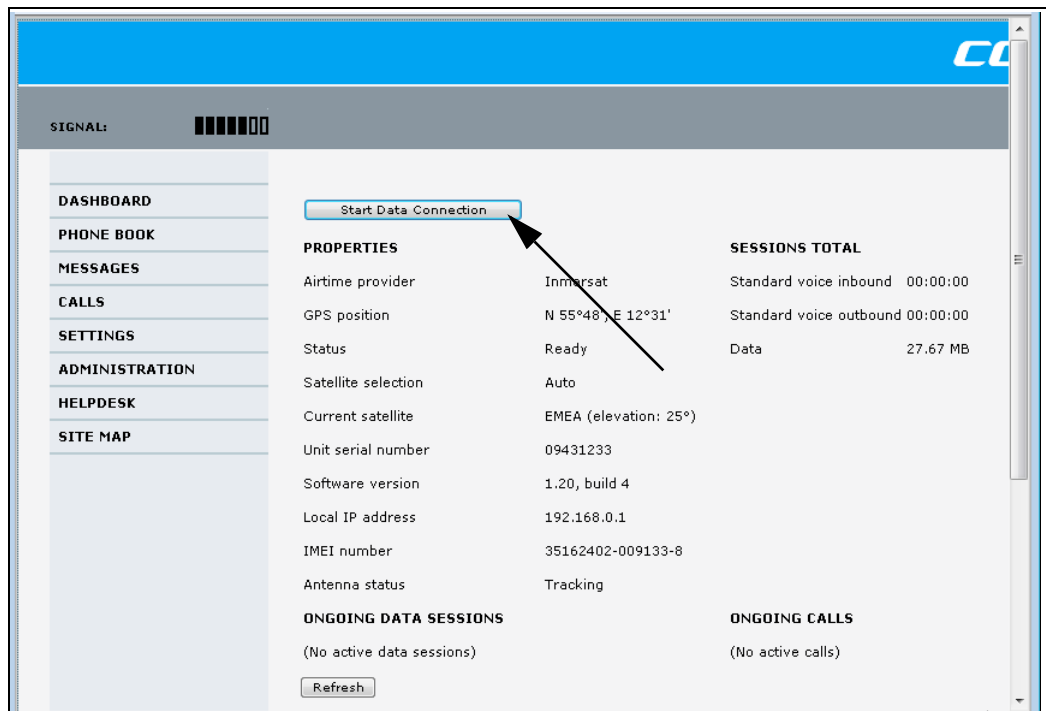 SIGNAL:
DASHBOARD
PHONE BOOK
MESSAGES
CALLS
SETTINGS
ADMINISTRATION
HELPDESK
SITE MAP
Start Data Connection
PROPERTIES
Airtime provider Inmarsat
GPS position N 55°48', E 12°31'
Status Ready
Satellite selection Auto
Current satellite EMEA (elevation: 25°)
Unit serial number 09431233
Software version 1.20, build 4
Local IP address 192.168.0.1
IMEI number 35162402-009133-8
Antenna status Tracking
SESSIONS TOTAL
Standard voice inbound 00:00:00
Standard voice outbound 00:00:00
Data 27.67 MB
ONGOING DATA SESSIONS
(No active data sessions)
ONGOING CALLS
(No active calls)
Refresh